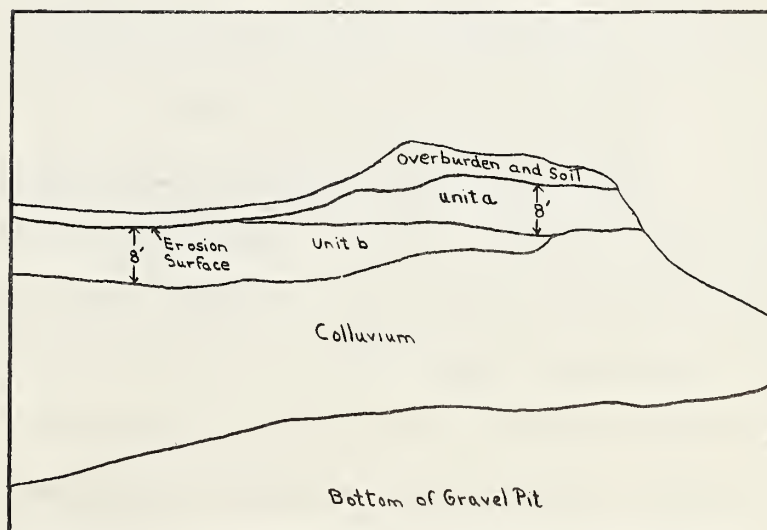 overburden and Soil
unit a
8'
Unit b
8'
Erosion
Surface
Colluvium
Bottom of Gravel Pit